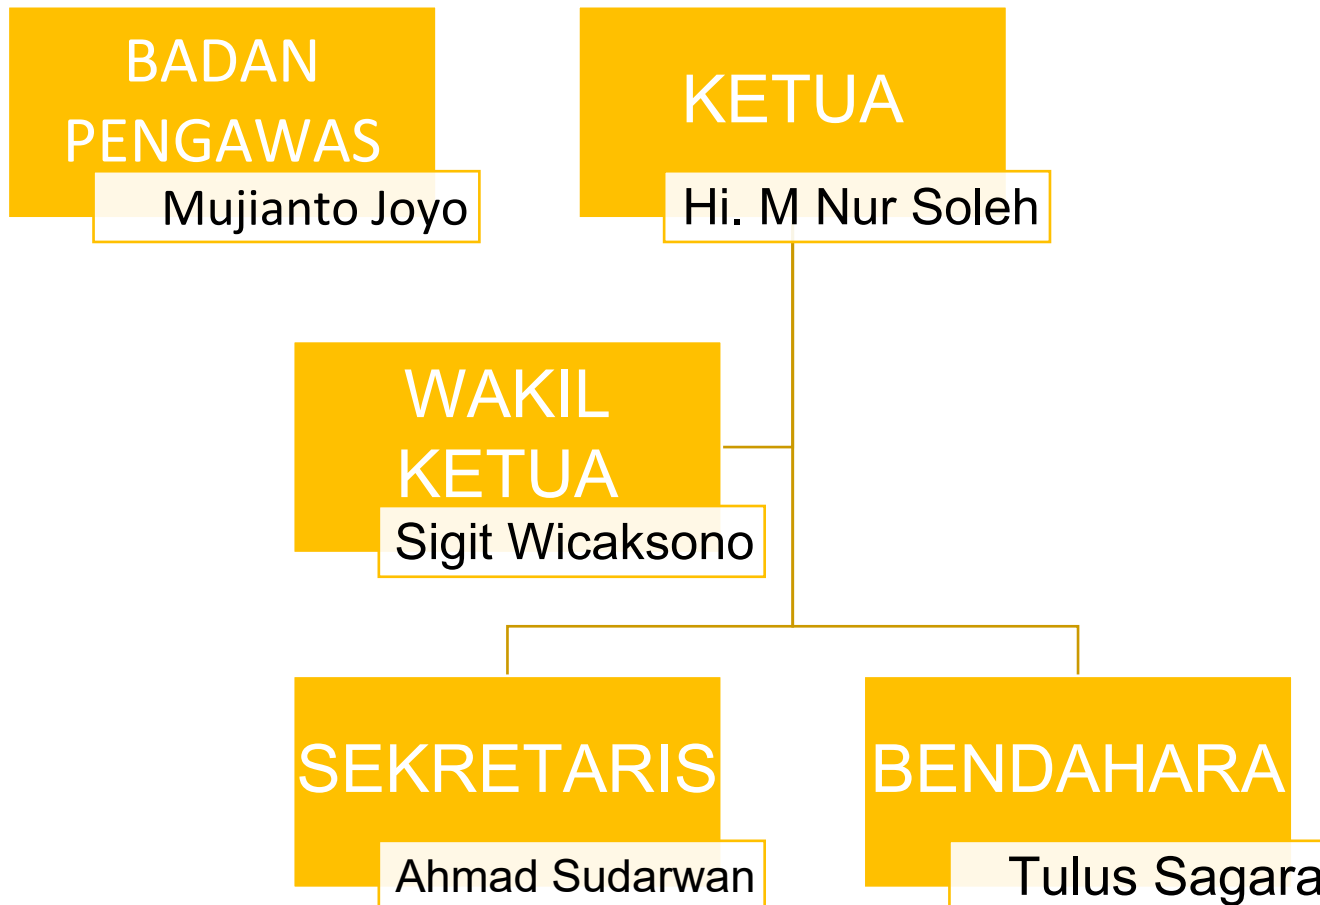 BADAN
PENGAWAS
Mujianto Joyo
KETUA
Hi. M Nur Soleh
WAKIL
KETUA
Sigit Wicaksono
SEKRETARIS
Ahmad Sudarwan
BENDAHARA
Tulus Sagara